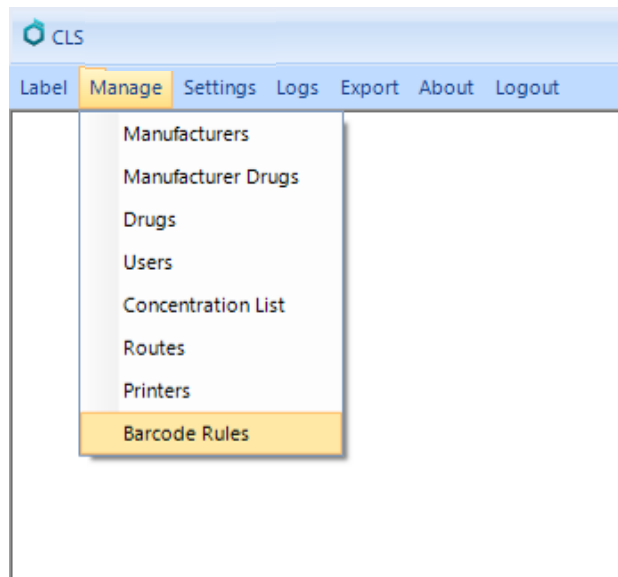 CLS
Label Manage Settings Logs Export About Logout
Manufacturers
Manufacturer Drugs
Drugs
Users
Concentration List
Routes
Printers
Barcode Rules